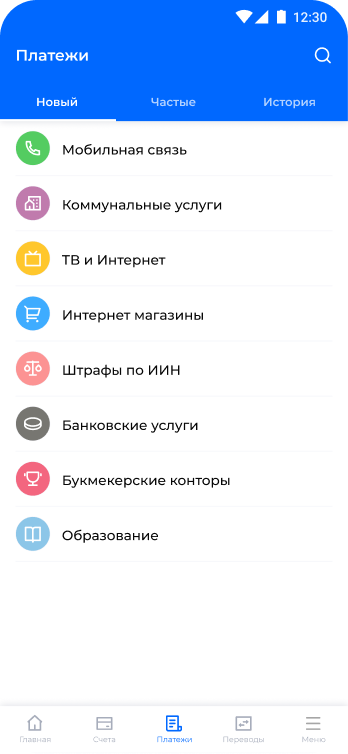 12:30
Платежи
Новый Частые История
Мобильная связь
Коммунальные услуги
ТВ и Интернет
Интернет магазины
Штрафы по ИИН
Банковские услуги
Букмекерские конторы
Образование
Главная Счета Платежи Переводы Меню